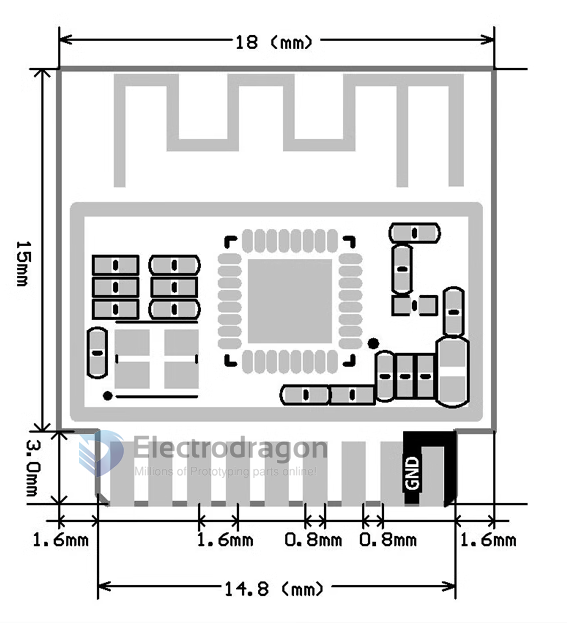 18 (mm)
15mm
Electrodragon
Millions of Prototyping parts online!
3.0mm
GND
1.6mm
1.6mm
0.8mm
0.8mm
1.6mm
14.8 (mm)